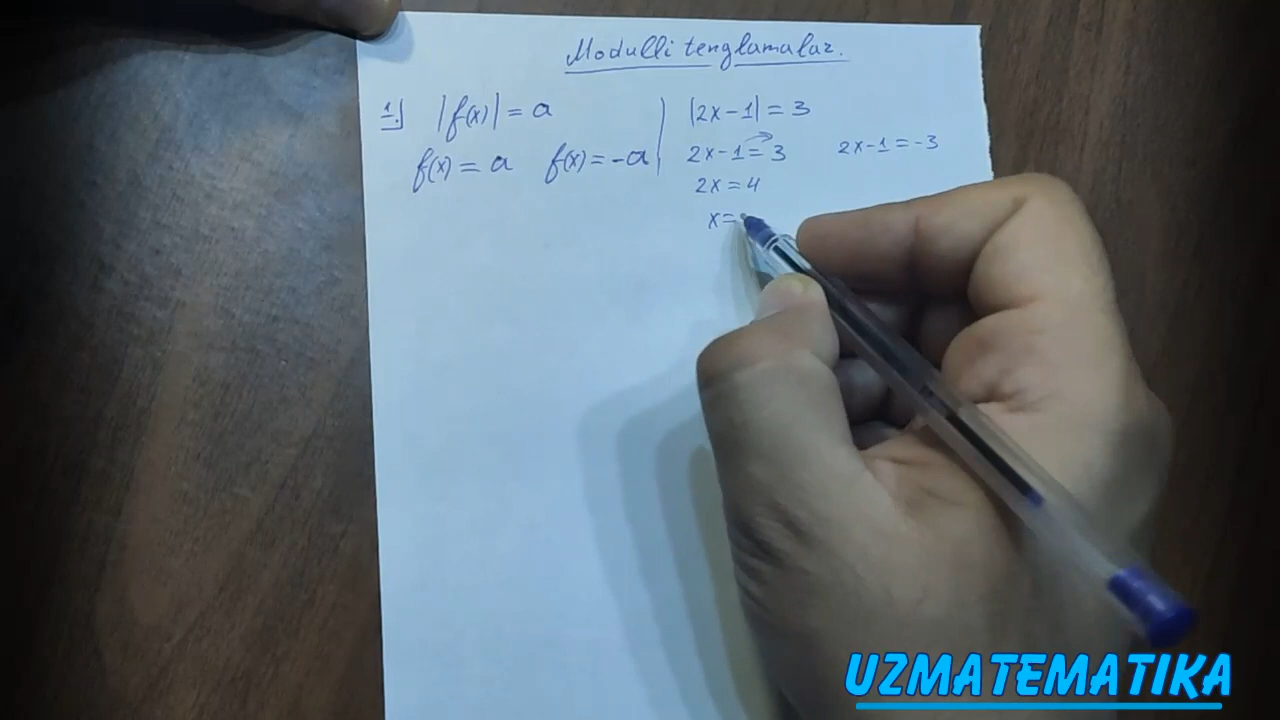 Modulli tenglamalar.
1.] |f(x)| = a
f(x) = a f(x) = -a
|2x-1| = 3
2x-1=3 2x-1=-3
2x=4
x=
UZMATEMATIKA